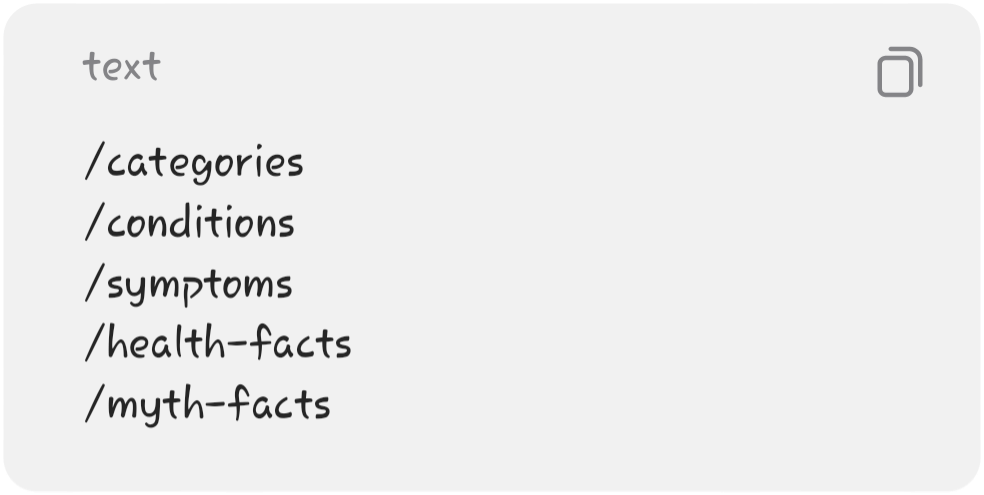 text
/categories
/conditions
/symptoms
/health-facts
/myth-facts